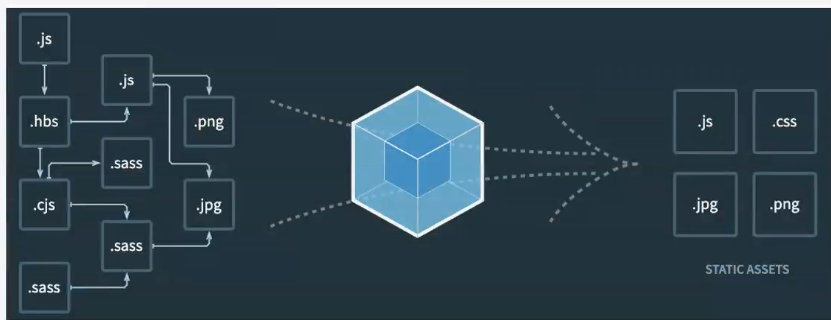 .js
.js
.hbs
.png
.sass
.cjs
.jpg
.sass
.sass
.js
.css
.jpg
.png
STATIC ASSETS